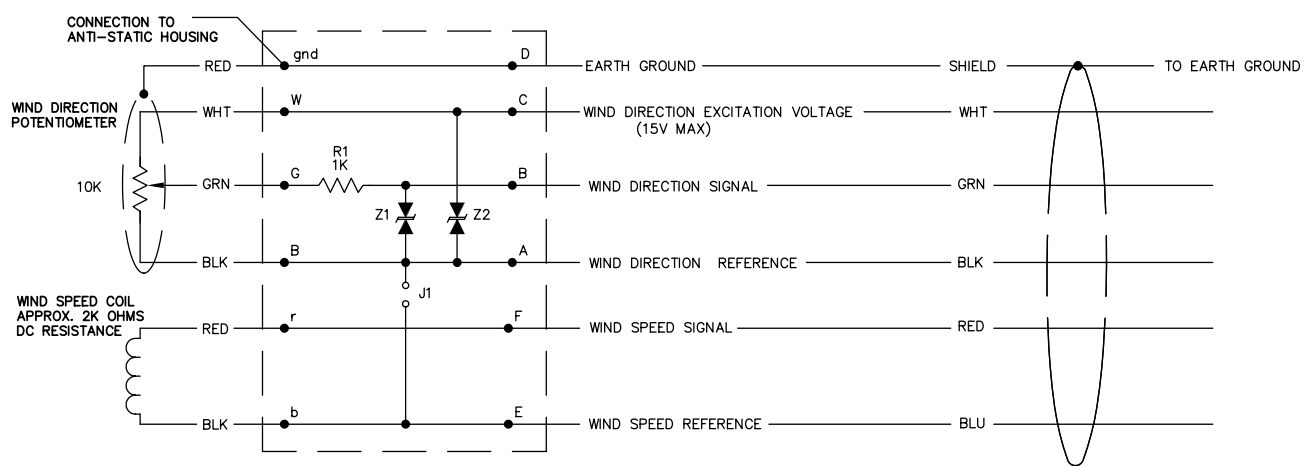 CONNECTION TO
ANTI-STATIC HOUSING
RED gnd D EARTH GROUND SHIELD TO EARTH GROUND
WIND DIRECTION
POTENTIOMETER
WHT W C WIND DIRECTION EXCITATION VOLTAGE WHT
(15V MAX)
R1
1K
10K GRN G B WIND DIRECTION SIGNAL GRN
Z1 Z2
BLK B A WIND DIRECTION REFERENCE BLK
J1
WIND SPEED COIL
APPROX. 2K OHMS
DC RESISTANCE
RED r F WIND SPEED SIGNAL RED
BLK b E WIND SPEED REFERENCE BLU